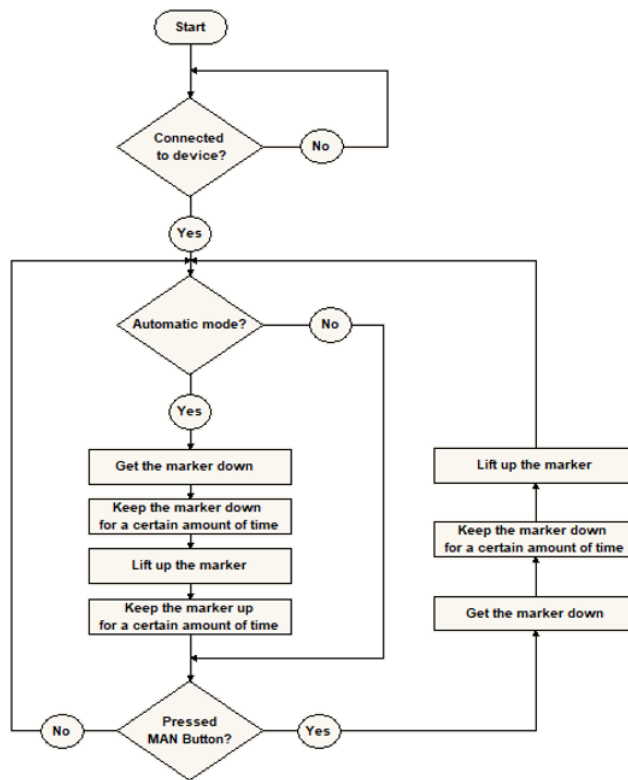 Start
Connected
to device?
No
Yes
Automatic mode?
No
Yes
Get the marker down
Keep the marker down
for a certain amount of time
Lift up the marker
Keep the marker up
for a certain amount of time
Lift up the marker
Keep the marker down
for a certain amount of time
Get the marker down
No
Pressed
MAN Button?
Yes